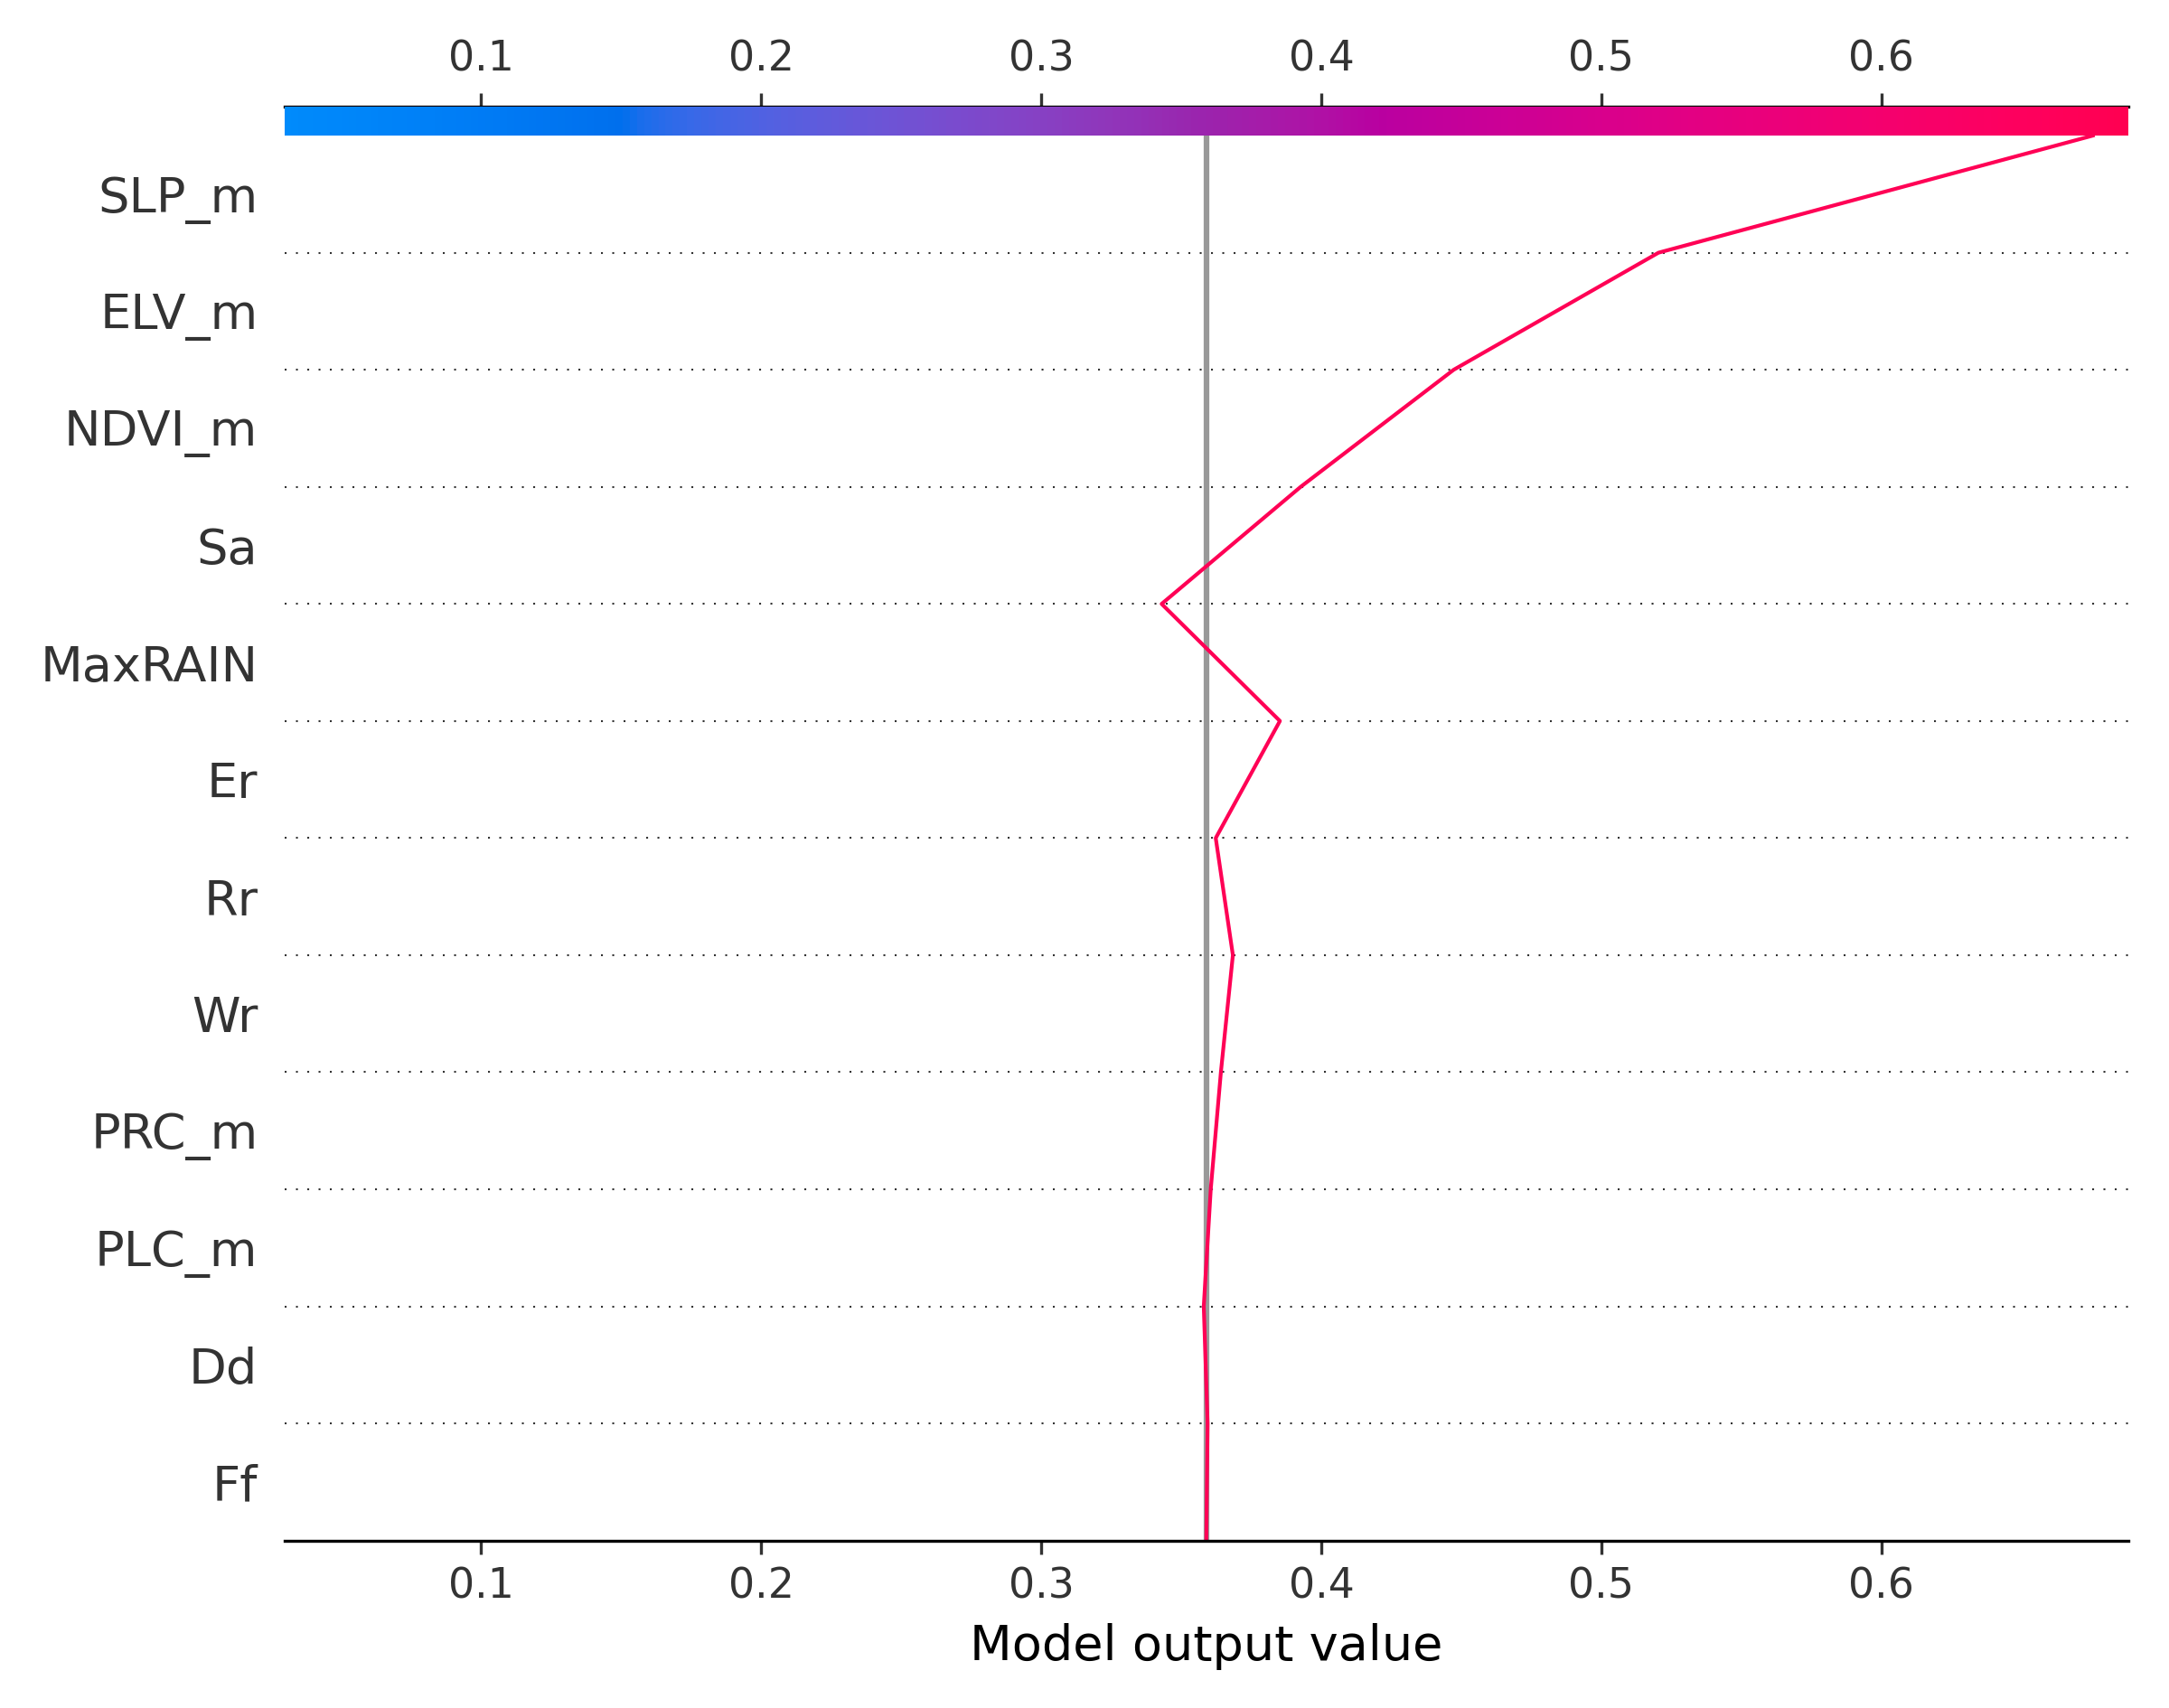 0.1 0.2 0.3 0.4 0.5 0.6
SLP_m
ELV_m
NDVI_m
Sa
MaxRAIN
Er
Rr
Wr
PRC_m
PLC_m
Dd
Ff
0.1 0.2 0.3 0.4 0.5 0.6
Model output value